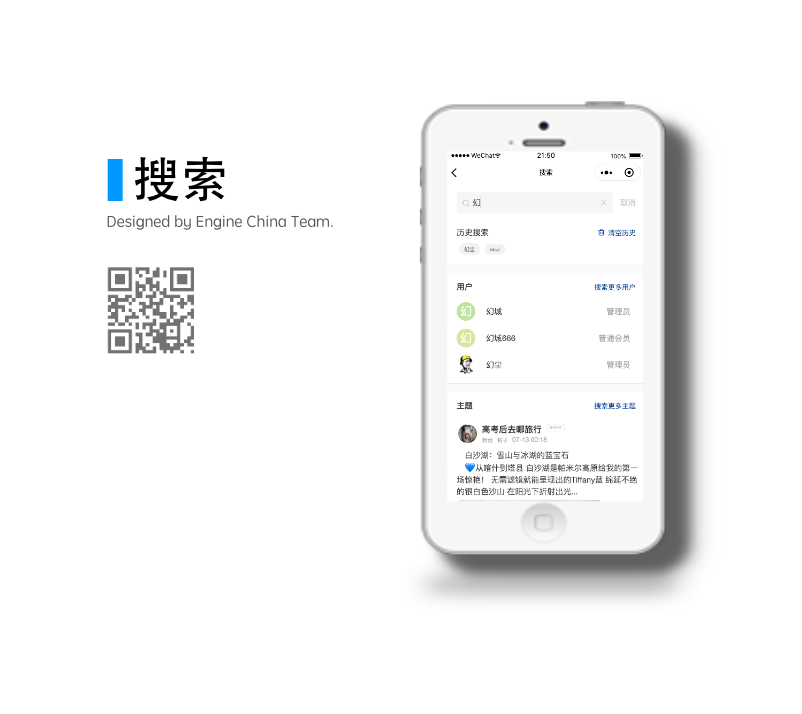 搜索
Designed by Engine China Team.
WeChat 21:50 100%
搜索
幻 取消
历史搜索 清空历史
幻尘
用户 搜索更多用户
幻 幻城 管理员
幻 幻城666 普通会员
幻尘 管理员
主题 搜索更多主题
高考后去哪旅行
07-13 00:18
白沙湖：雪山与冰湖的蓝宝石
💙从喀什到塔县 白沙湖是帕米尔高原给我的第一
场惊艳！ 无需滤镜就能呈现出的Tiffany蓝 绵延不绝
的银白色沙山 在阳光下折射出光...